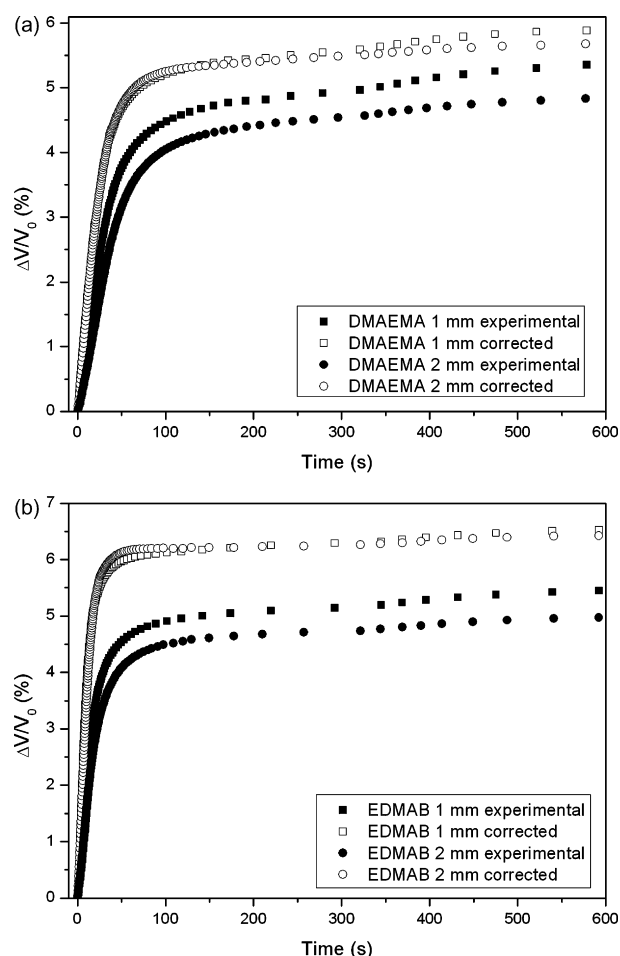 (a)
6
5
4
3
2
1
0
ΔV/V0 (%)
DMAEMA 1 mm experimental
DMAEMA 1 mm corrected
DMAEMA 2 mm experimental
DMAEMA 2 mm corrected
0 100 200 300 400 500 600
Time (s)
(b)
7
6
5
4
3
2
1
0
ΔV/V0 (%)
EDMAB 1 mm experimental
EDMAB 1 mm corrected
EDMAB 2 mm experimental
EDMAB 2 mm corrected
0 100 200 300 400 500 600
Time (s)